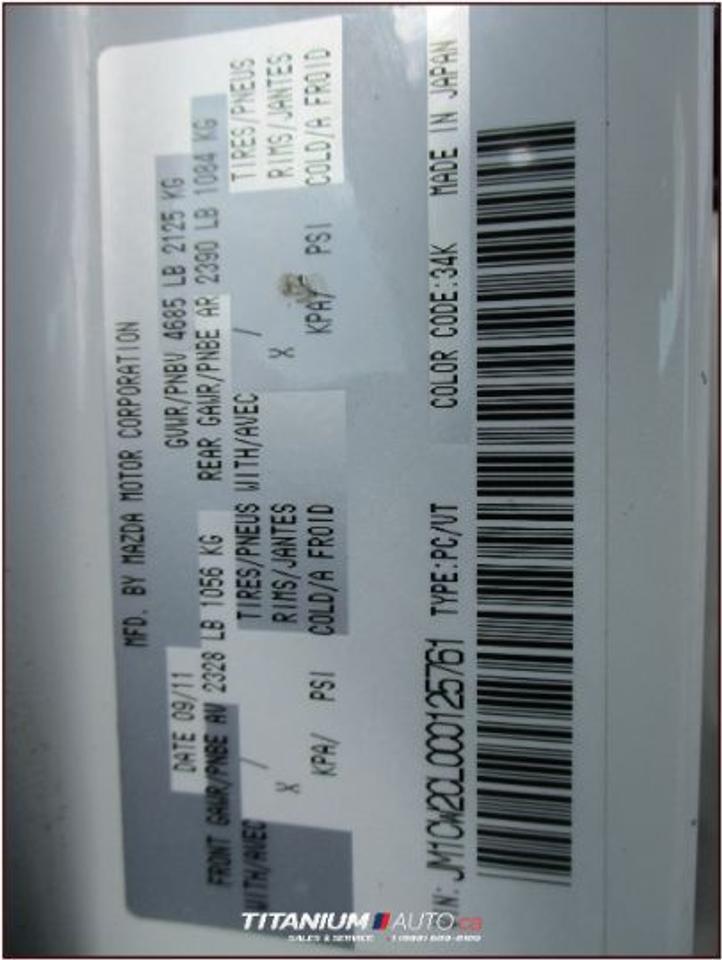 MFD. BY MAZDA MOTOR CORPORATION
DATE 09/11 GVWR/PNBV 4685 LB 2125 KG
FRONT GAWR/PNBE AV 2328 LB 1056 KG REAR GAWR/PNBE AR 2390 LB 1084 KG
WITH/AVEC / TIRES/PNEUS WITH/AVEC / TIRES/PNEUS
X RIMS/JANTES X RIMS/JANTES
KPA/ PSI COLD/A FROID KPA/ PSI COLD/A FROID
COLOR CODE:34K MADE IN JAPAN
TYPE:PC/VT
TITANIUM AUTO.ca
SALES & SERVICE